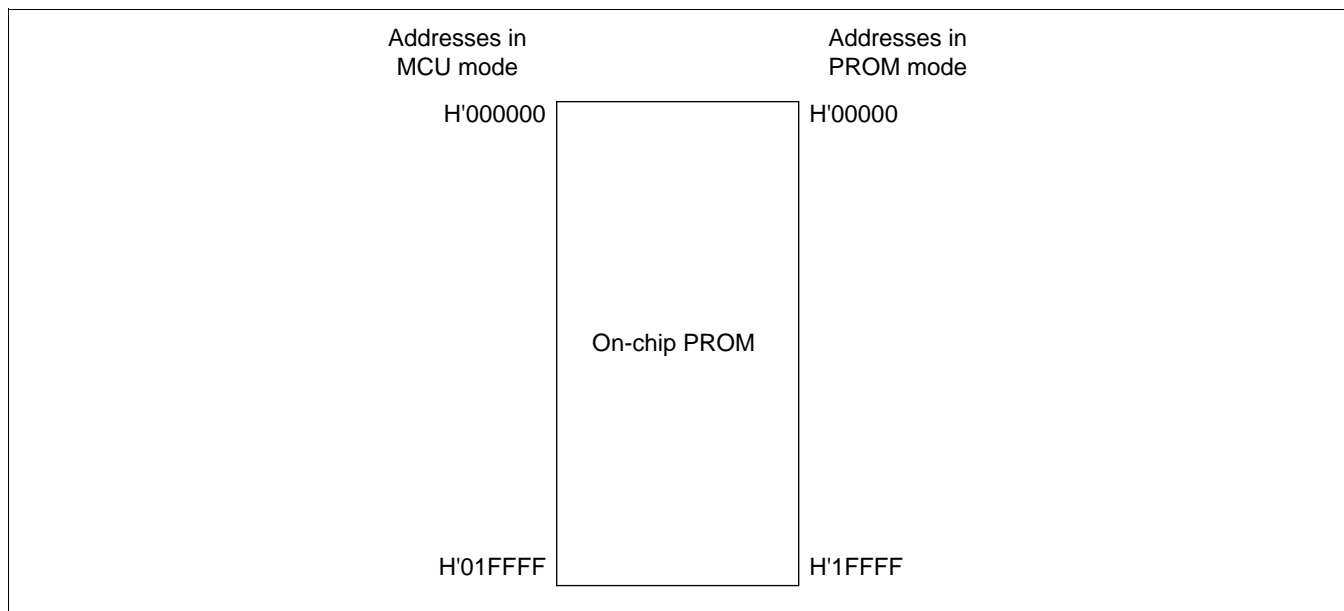 Addresses in
MCU mode
Addresses in
PROM mode
H'000000
H'00000
On-chip PROM
H'01FFFF
H'1FFFF